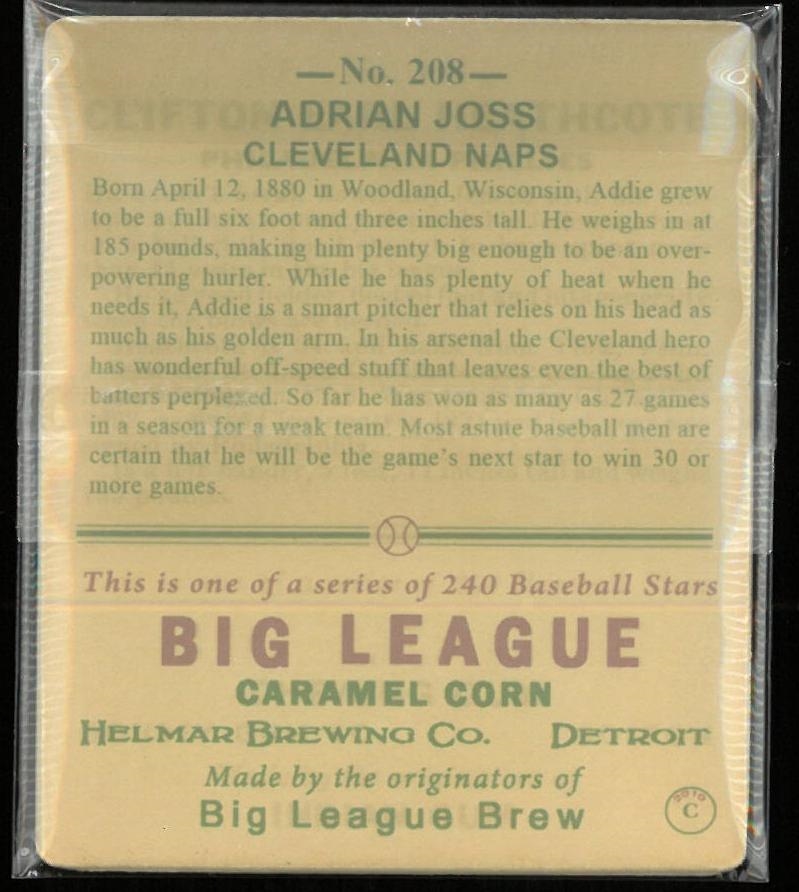 —No. 208—
ADRIAN JOSS
CLEVELAND NAPS
Born April 12, 1880 in Woodland, Wisconsin, Addie grew
to be a full six foot and three inches tall. He weighs in at
185 pounds, making him plenty big enough to be an over-
powering hurler. While he has plenty of heat when he
needs it, Addie is a smart pitcher that relies on his head as
much as his golden arm. In his arsenal the Cleveland hero
has wonderful off-speed stuff that leaves even the best of
batters perplexed. So far he has won as many as 27 games
in a season for a weak team. Most astute baseball men are
certain that he will be the game's next star to win 30 or
more games.
This is one of a series of 240 Baseball Stars
BIG LEAGUE
CARAMEL CORN
HELMAR BREWING CO. DETROIT
Made by the originators of
Big League Brew
2010
C